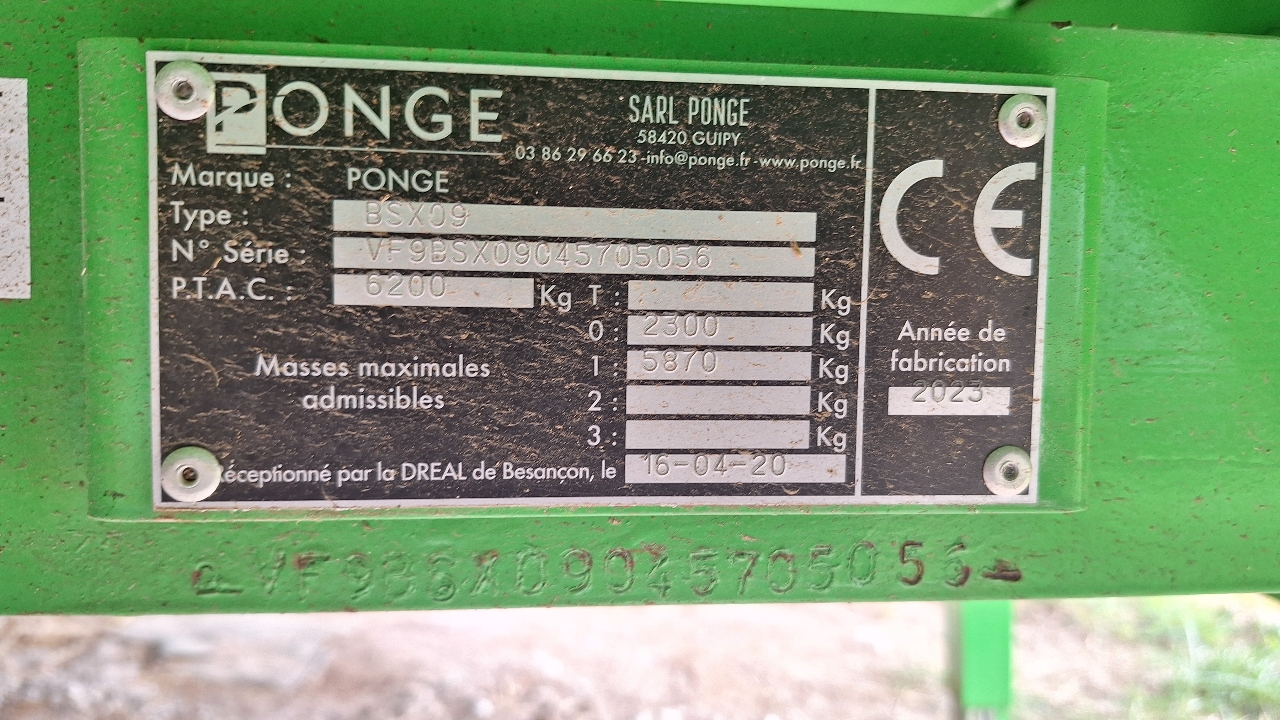 PONGE
SARL PONGE
58420 GUIPY
03 86 29 66 23 -info@ponge.fr -www.ponge.fr
Marque : PONGE
Type : BSX09
N° Série : VF9BSX09045705056
P.T.A.C. : 6200 Kg T : Kg
0 : 2300 Kg
Masses maximales
admissibles
1 : 5870 Kg
2 : Kg
3 : Kg
Réceptionné par la DREAL de Besançon, le 16-04-20
CE
Année de
fabrication
2023
VF9BSX09045705056